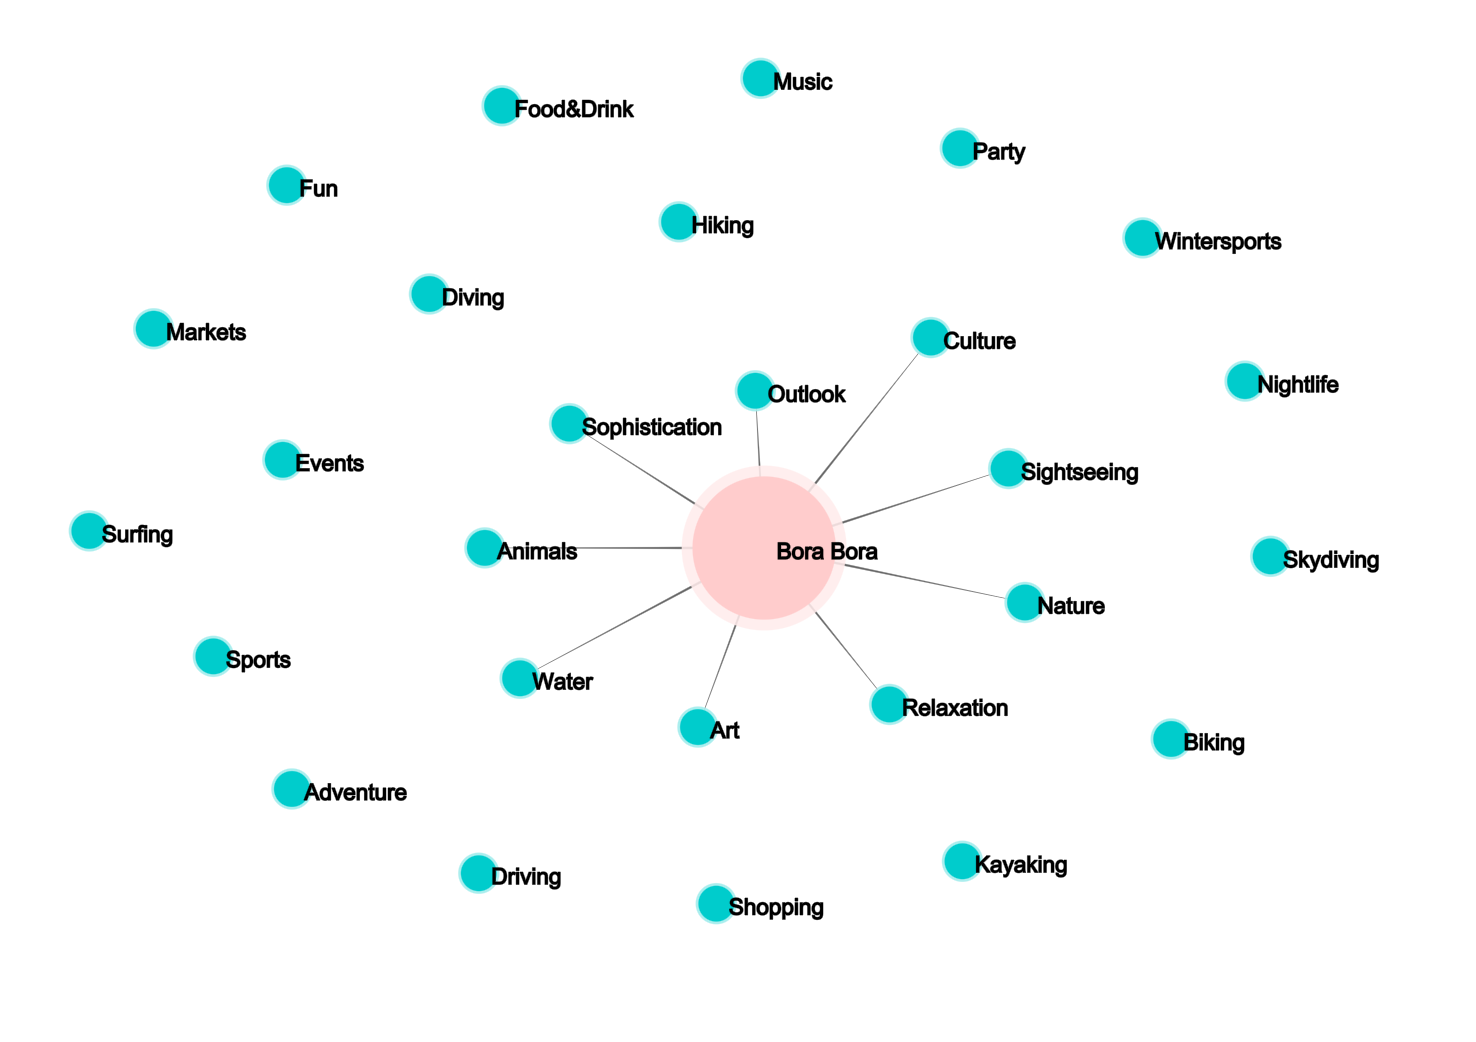 Music
Food&Drink
Party
Fun
Hiking
Wintersports
Diving
Markets
Culture
Nightlife
Outlook
Sophistication
Events
Sightseeing
Surfing
Animals
Bora Bora
Skydiving
Nature
Sports
Water
Relaxation
Art
Biking
Adventure
Kayaking
Driving
Shopping